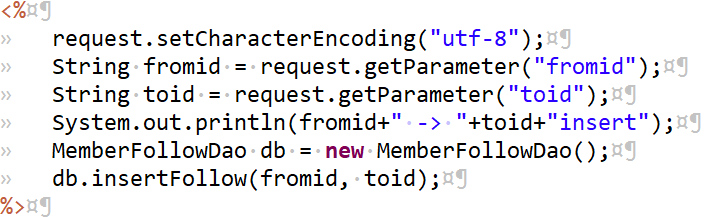 <%
request.setCharacterEncoding("utf-8");
String fromid = request.getParameter("fromid");
String toid = request.getParameter("toid");
System.out.println(fromid+" -> "+toid+"insert");
MemberFollowDao db = new MemberFollowDao();
db.insertFollow(fromid, toid);
%>